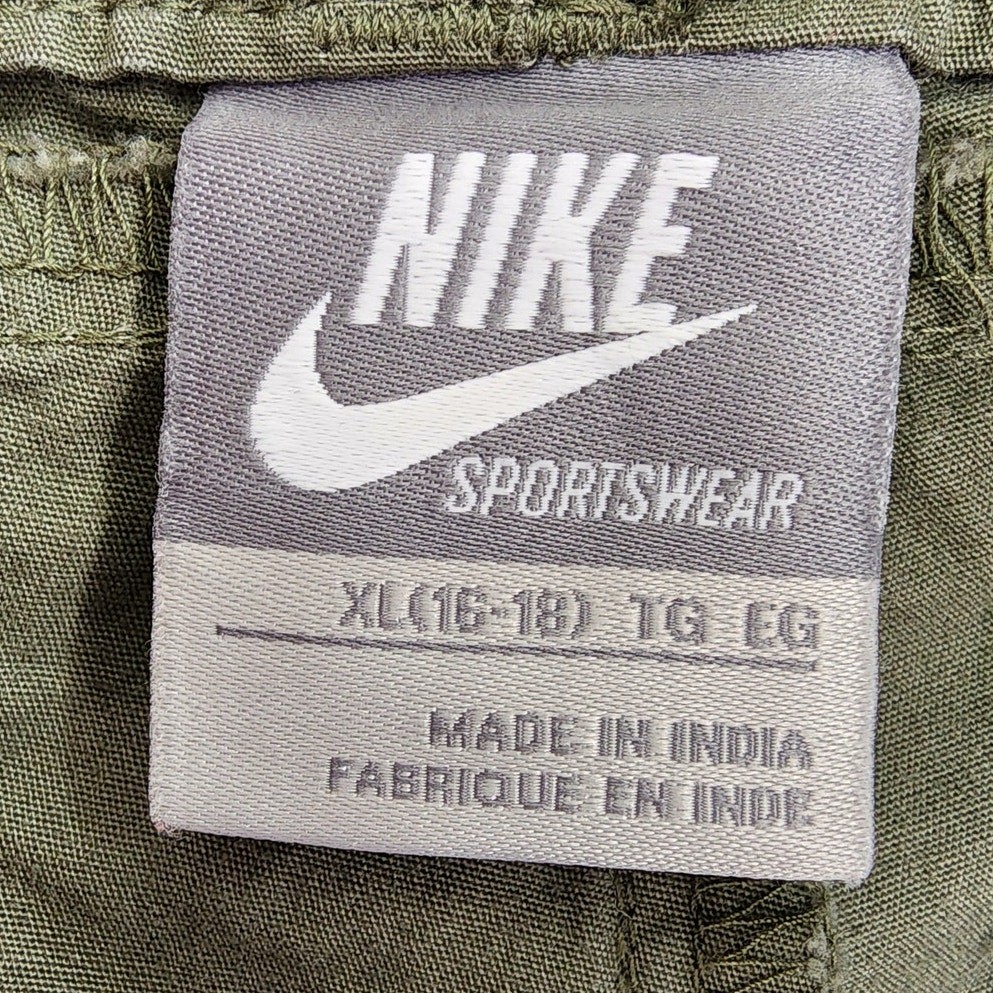 NIKE
SPORTSWEAR
XL(16-18) TG EG
MADE IN INDIA
FABRIQUE EN INDE